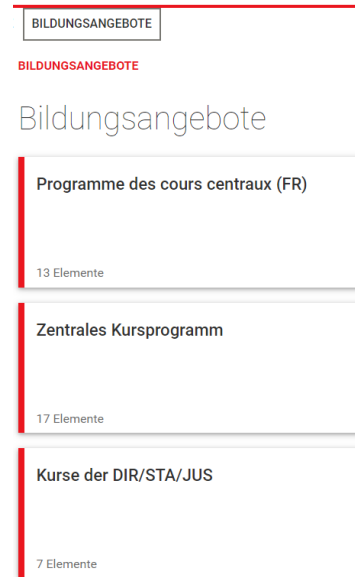 BILDUNGSANGEBOTE
BILDUNGSANGEBOTE
Bildungsangebote
Programme des cours centraux (FR)
13 Elemente
Zentrales Kursprogramm
17 Elemente
Kurse der DIR/STA/JUS
7 Elemente